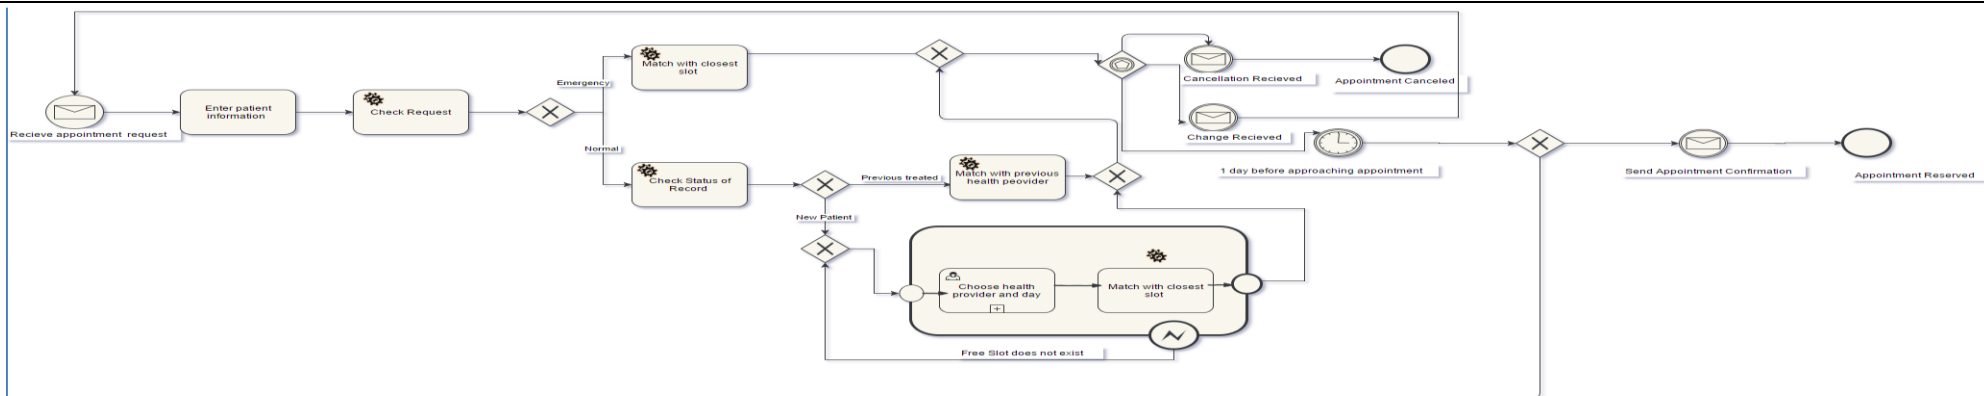 Recieve appointment request
Enter patient
information
Check Request
Emergency
Normal
Match with closest
slot
Check Status of
Record
Previous treated
New Patient
Match with previous
health peovider
Choose health
provider and day
Match with closest
slot
Free Slot does not exist
Cancellation Recieved
Appointment Canceled
Change Recieved
1 day before approaching appointment
Send Appointment Confirmation
Appointment Reserved